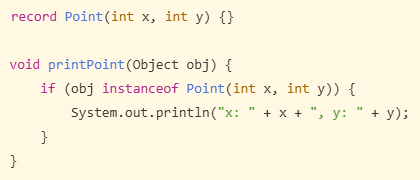 record Point(int x, int y) {}

void printPoint(Object obj) {
    if (obj instanceof Point(int x, int y)) {
        System.out.println("x: " + x + ", y: " + y);
    }
}